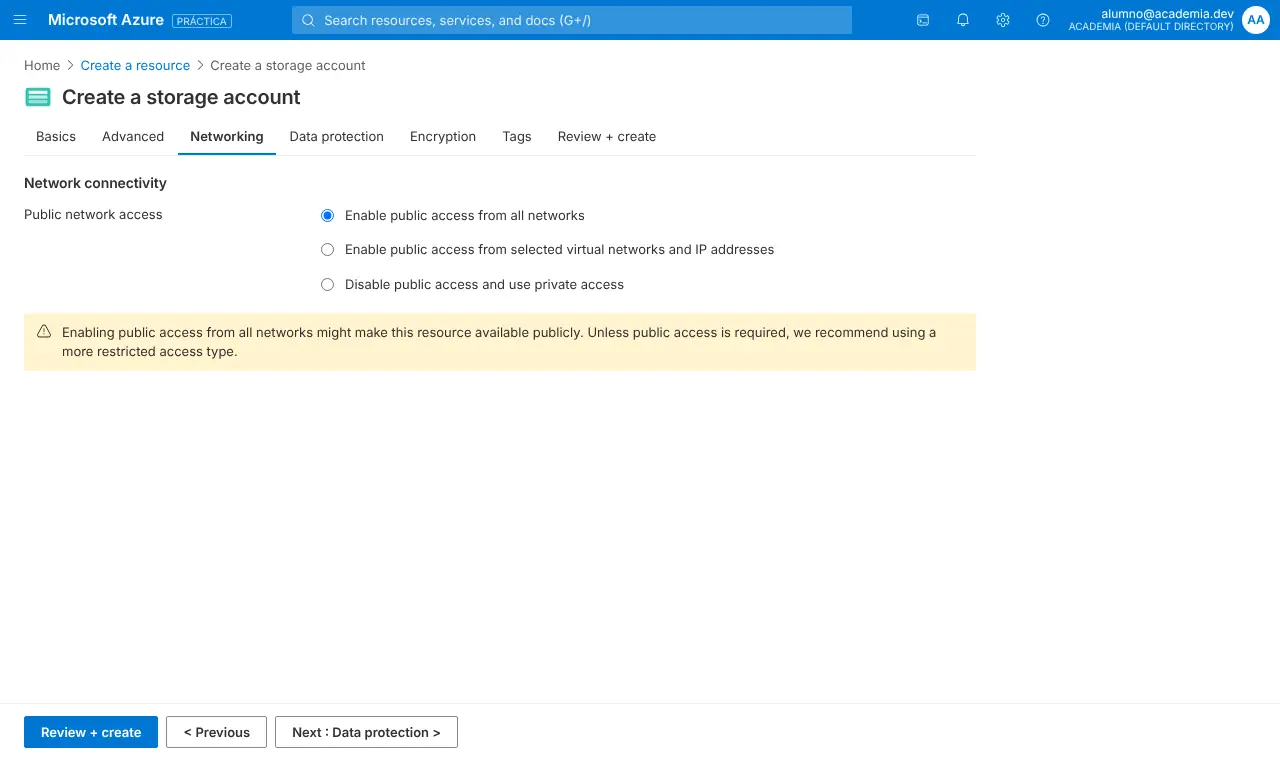 Microsoft Azure PRÁCTICA
Search resources, services, and docs (G+/)
alumno@academia.dev
ACADEMIA (DEFAULT DIRECTORY)
AA
Home > Create a resource > Create a storage account
Create a storage account
Basics Advanced Networking Data protection Encryption Tags Review + create
Network connectivity
Public network access
Enable public access from all networks
Enable public access from selected virtual networks and IP addresses
Disable public access and use private access
Enabling public access from all networks might make this resource available publicly. Unless public access is required, we recommend using a
more restricted access type.
Review + create
< Previous
Next : Data protection >